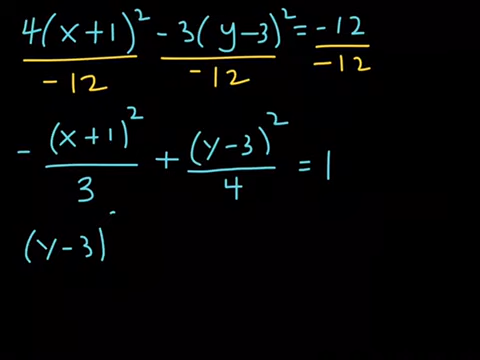 4(x+1)² - 3(y-3)² = -12
-12 -12 -12
- (x+1)² + (y-3)² = 1
3 4
(y-3)